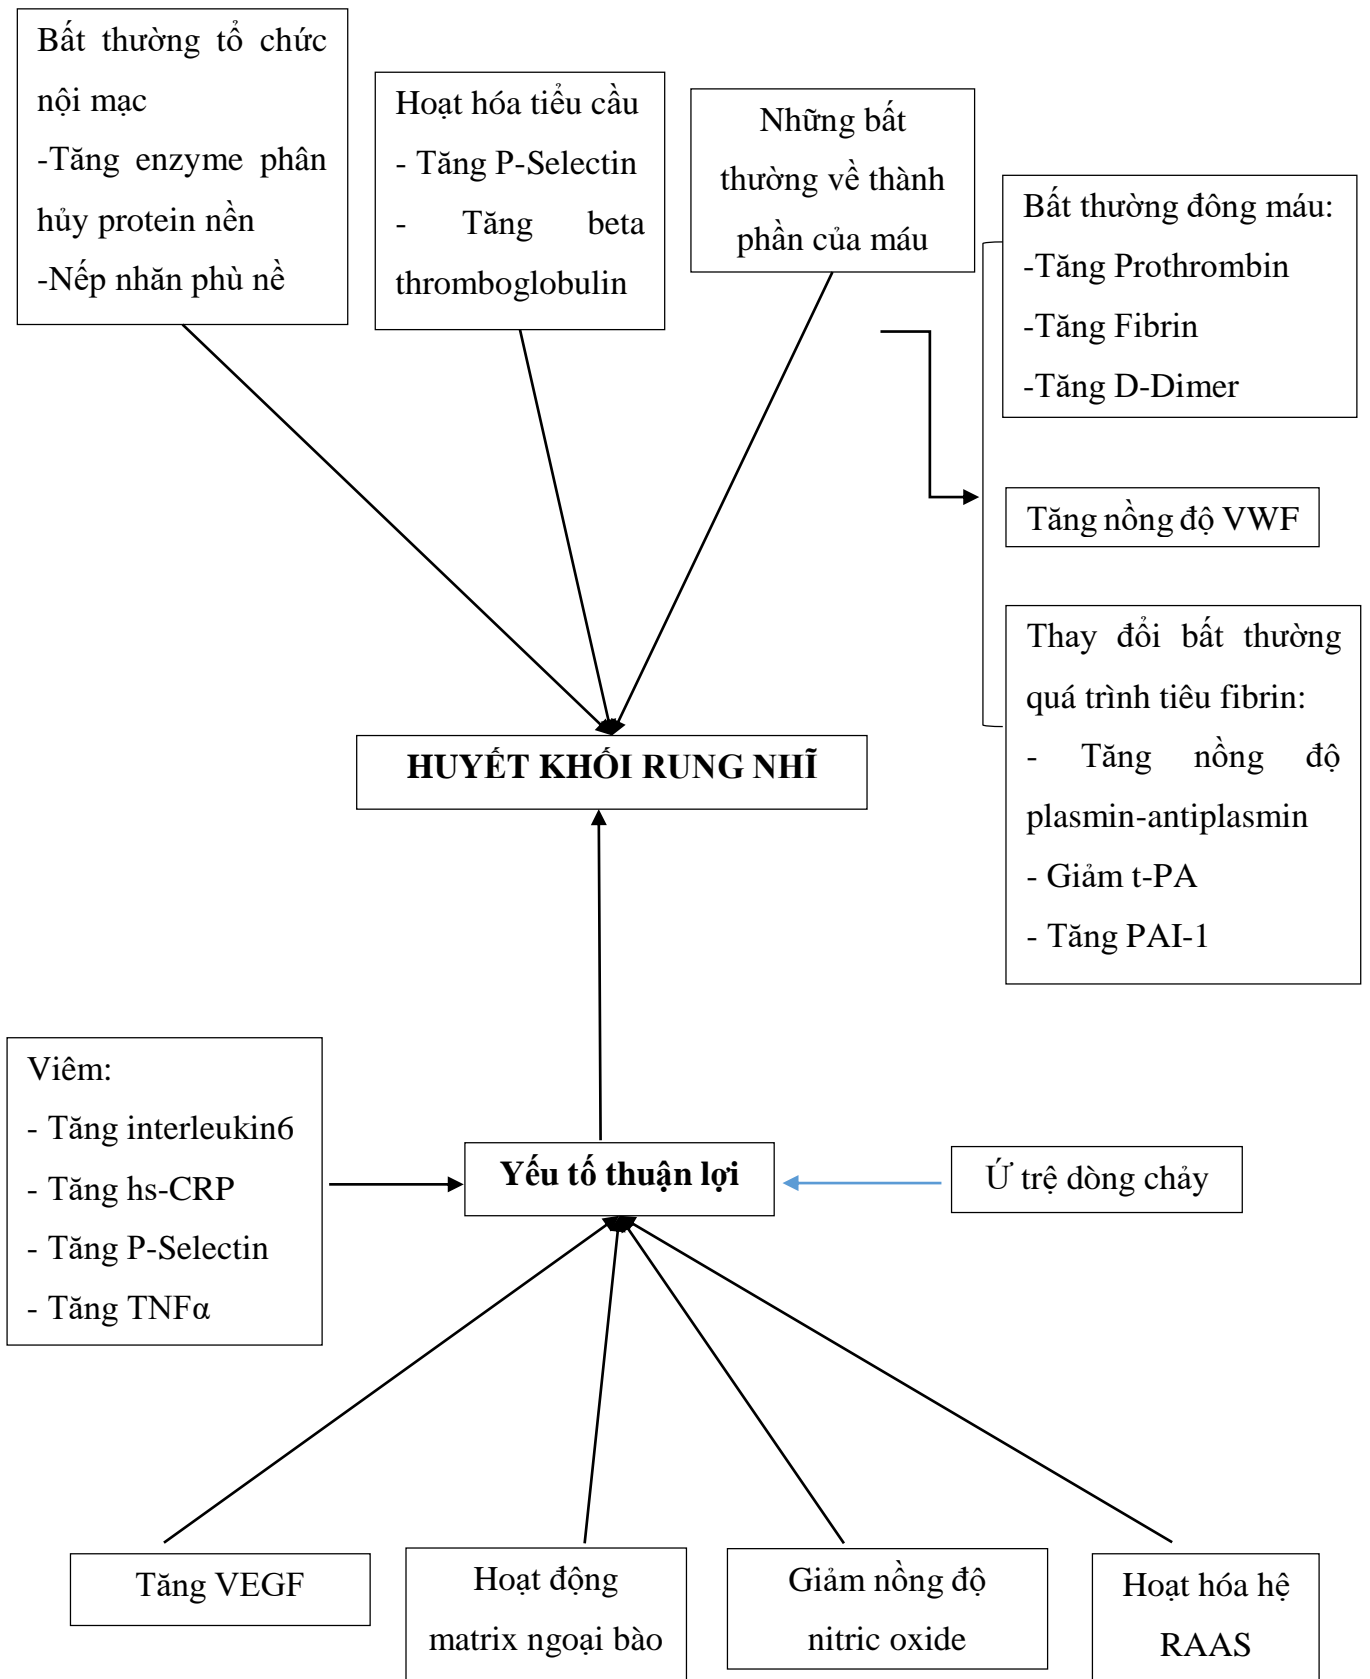 Bất thường tổ chức
nội mạc
-Tăng enzyme phân
hủy protein nền
-Nếp nhăn phù nề
Hoạt hóa tiểu cầu
- Tăng P-Selectin
- Tăng beta
thromboglobulin
Những bất
thường về thành
phần của máu
Bất thường đông máu:
-Tăng Prothrombin
-Tăng Fibrin
-Tăng D-Dimer
Tăng nồng độ VWF
Thay đổi bất thường
quá trình tiêu fibrin:
- Tăng nồng độ
plasmin-antiplasmin
- Giảm t-PA
- Tăng PAI-1
HUYẾT KHỐI RUNG NHĨ
Viêm:
- Tăng interleukin6
- Tăng hs-CRP
- Tăng P-Selectin
- Tăng TNFα
Yếu tố thuận lợi
Ứ trệ dòng chảy
Tăng VEGF
Hoạt động
matrix ngoại bào
Giảm nồng độ
nitric oxide
Hoạt hóa hệ
RAAS